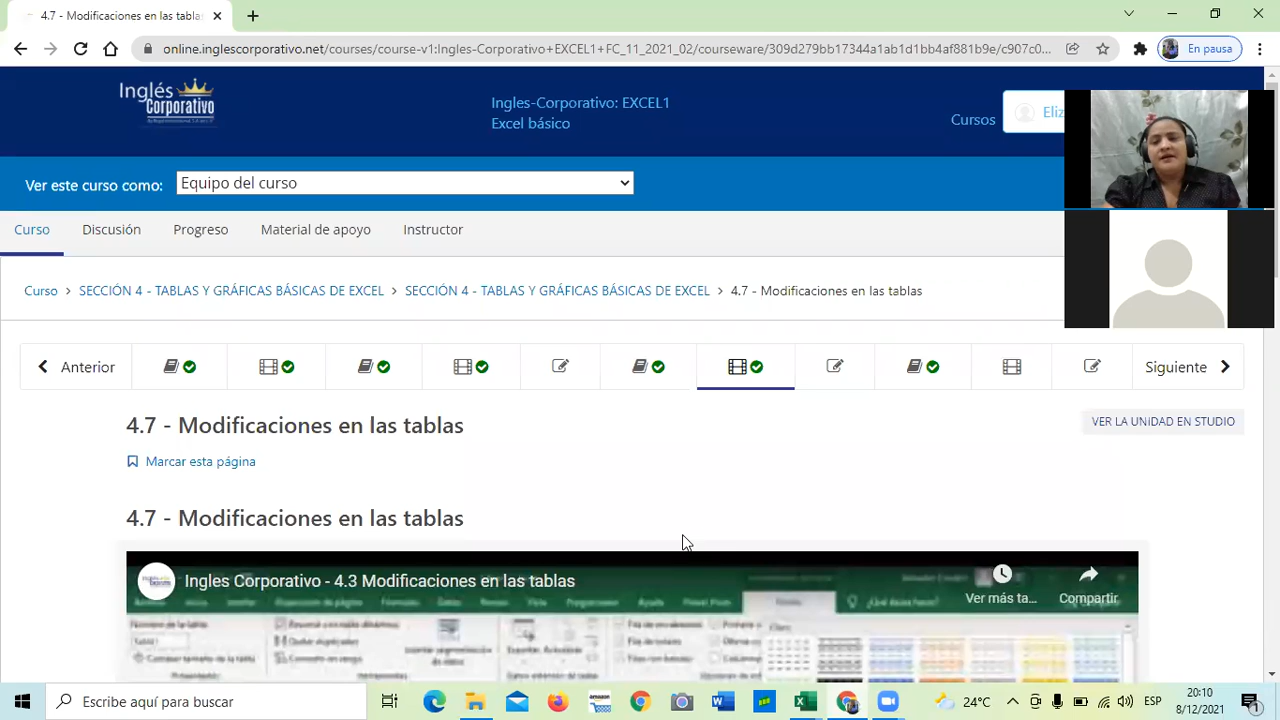 4.7 - Modificaciones en las tablas
online.inglescorporativo.net/courses/course-v1:Ingles-Corporativo+EXCEL1+FC_11_2021_02/courseware/309d279bb17344a1ab1d1bb4af881b9e/c907c0...
En pausa
Inglés
Corporativo
Ingles-Corporativo: EXCEL1
Excel básico
Cursos
Eliz
Ver este curso como:
Equipo del curso
Curso
Discusión
Progreso
Material de apoyo
Instructor
Curso > SECCIÓN 4 - TABLAS Y GRÁFICAS BÁSICAS DE EXCEL > SECCIÓN 4 - TABLAS Y GRÁFICAS BÁSICAS DE EXCEL > 4.7 - Modificaciones en las tablas
Anterior
Siguiente
4.7 - Modificaciones en las tablas
VER LA UNIDAD EN STUDIO
Marcar esta página
4.7 - Modificaciones en las tablas
Ingles Corporativo - 4.3 Modificaciones en las tablas
Ver más ta...
Compartir
Escribe aquí para buscar
24°C
ESP
20:10
8/12/2021